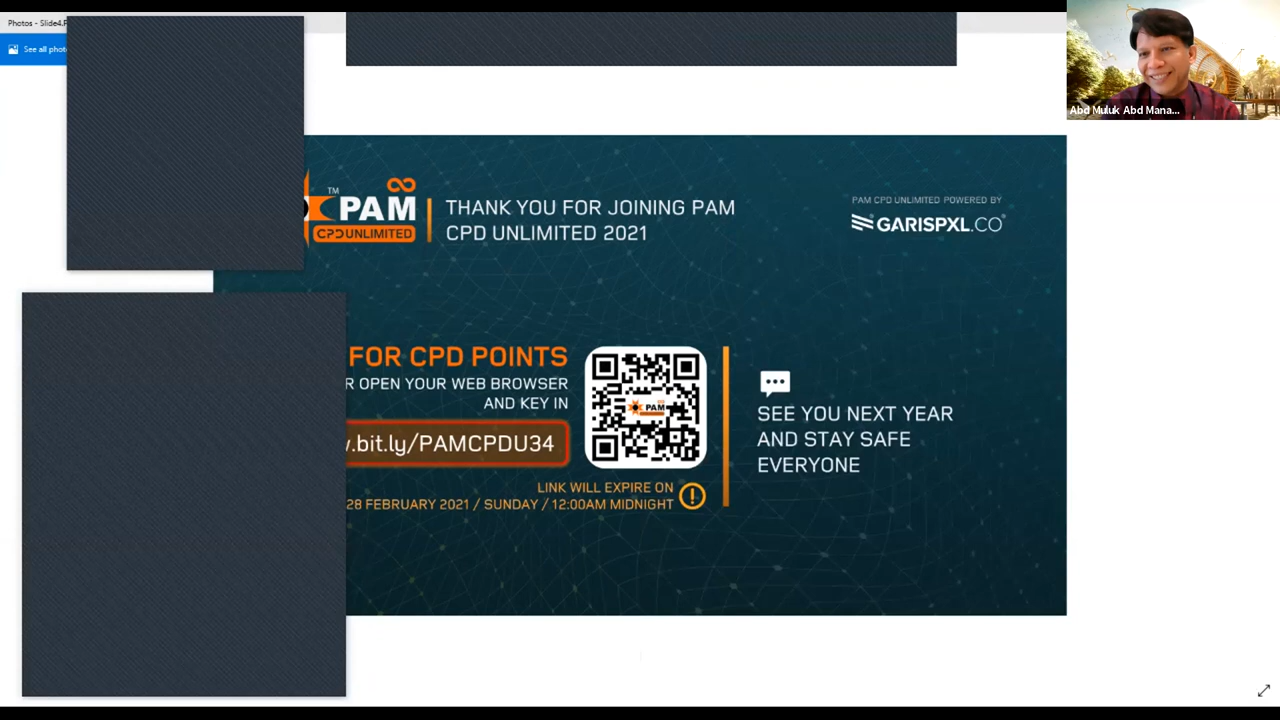 Photos - Slide4.P
See all photo
Abd Muluk Abd Mana...
TM
PAM
CPD UNLIMITED
THANK YOU FOR JOINING PAM
CPD UNLIMITED 2021
PAM CPD UNLIMITED POWERED BY
GARISPXL.CO
FOR CPD POINTS
R OPEN YOUR WEB BROWSER
AND KEY IN
.bit.ly/PAMCPDU34
LINK WILL EXPIRE ON
28 FEBRUARY 2021 / SUNDAY / 12:00AM MIDNIGHT
PAM
SEE YOU NEXT YEAR
AND STAY SAFE
EVERYONE